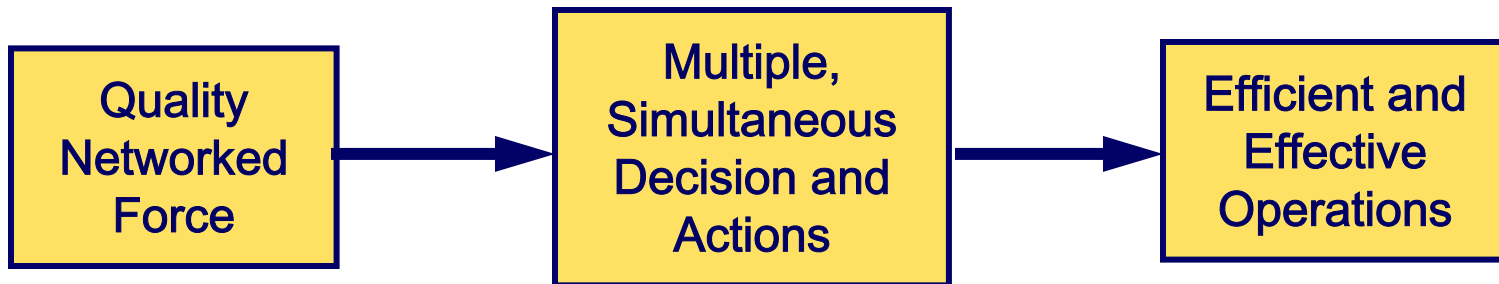 Quality
Networked
Force
Multiple,
Simultaneous
Decision and
Actions
Efficient and
Effective
Operations